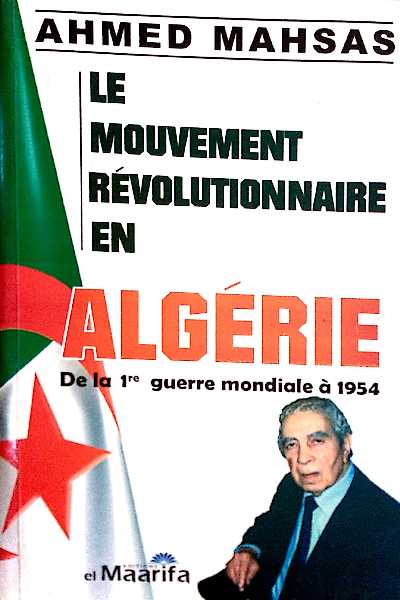 AHMED MAHSAS
LE
MOUVEMENT
RÉVOLUTIONNAIRE
EN
ALGÉRIE
De la 1re guerre mondiale à 1954
el Maarifa